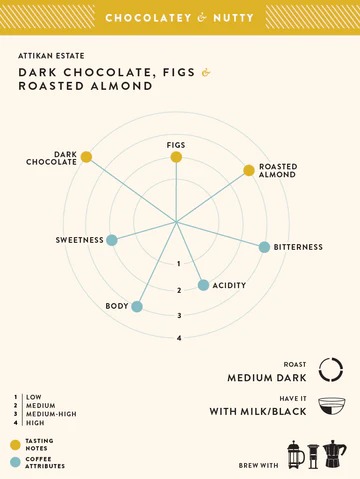 CHOCOLATEY & NUTTY
ATTIKAN ESTATE
DARK CHOCOLATE, FIGS &
ROASTED ALMOND
FIGS
DARK
CHOCOLATE
ROASTED
ALMOND
SWEETNESS
BITTERNESS
1
ACIDITY
2
BODY
3
4
ROAST
MEDIUM DARK
HAVE IT
WITH MILK/BLACK
1 LOW
2 MEDIUM
3 MEDIUM-HIGH
4 HIGH
TASTING
NOTES
COFFEE
ATTRIBUTES
BREW WITH